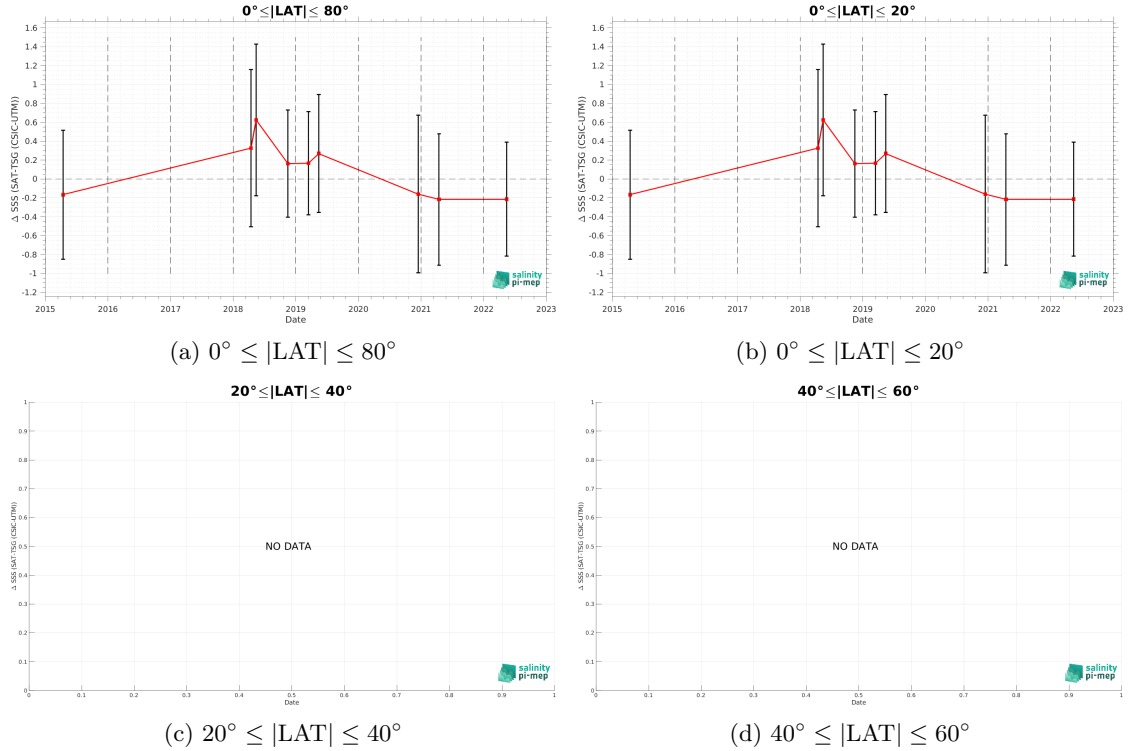 0°≤|LAT|≤ 80°
Δ SSS (SAT-TSG (CSIC-UTM))
1.6
1.4
1.2
1
0.8
0.6
0.4
0.2
0
-0.2
-0.4
-0.6
-0.8
-1
-1.2
2015 2016 2017 2018 2019 2020 2021 2022 2023
Date
salinity
pi-mep
(a) 0° ≤ |LAT| ≤ 80°
0°≤|LAT|≤ 20°
Δ SSS (SAT-TSG (CSIC-UTM))
1.6
1.4
1.2
1
0.8
0.6
0.4
0.2
0
-0.2
-0.4
-0.6
-0.8
-1
-1.2
2015 2016 2017 2018 2019 2020 2021 2022 2023
Date
salinity
pi-mep
(b) 0° ≤ |LAT| ≤ 20°
20°≤|LAT|≤ 40°
Δ SSS (SAT-TSG (CSIC-UTM))
1
0.9
0.8
0.7
0.6
0.5
0.4
0.3
0.2
0.1
0
NO DATA
0 0.1 0.2 0.3 0.4 0.5 0.6 0.7 0.8 0.9 1
Date
salinity
pi-mep
(c) 20° ≤ |LAT| ≤ 40°
40°≤|LAT|≤ 60°
Δ SSS (SAT-TSG (CSIC-UTM))
1
0.9
0.8
0.7
0.6
0.5
0.4
0.3
0.2
0.1
0
NO DATA
0 0.1 0.2 0.3 0.4 0.5 0.6 0.7 0.8 0.9 1
Date
salinity
pi-mep
(d) 40° ≤ |LAT| ≤ 60°